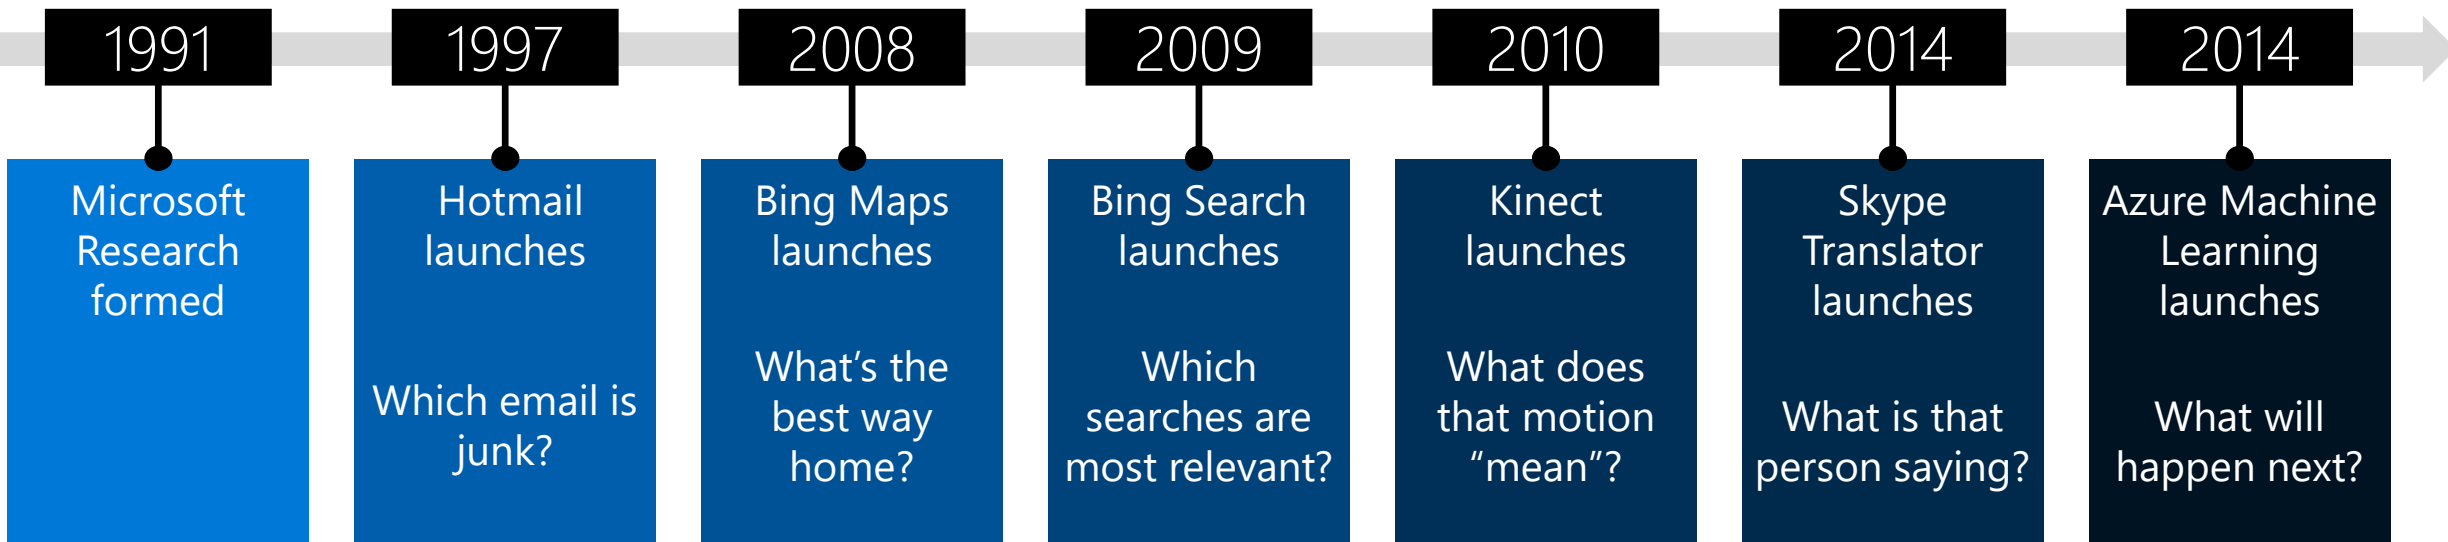 1991
Microsoft
Research
formed
1997
Hotmail
launches
Which email is
junk?
2008
Bing Maps
launches
What’s the
best way
home?
2009
Bing Search
launches
Which
searches are
most relevant?
2010
Kinect
launches
What does
that motion
“mean”?
2014
Skype
Translator
launches
What is that
person saying?
2014
Azure Machine
Learning
launches
What will
happen next?